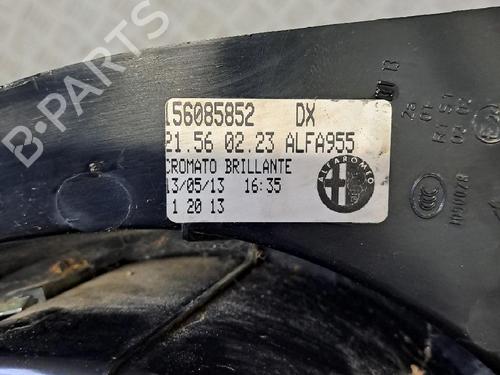 156085852 DX
21.56 02.23 ALFA955
CROMATO BRILLANTE
13/05/13 16:35
1 20 13
ALFA ROMEO